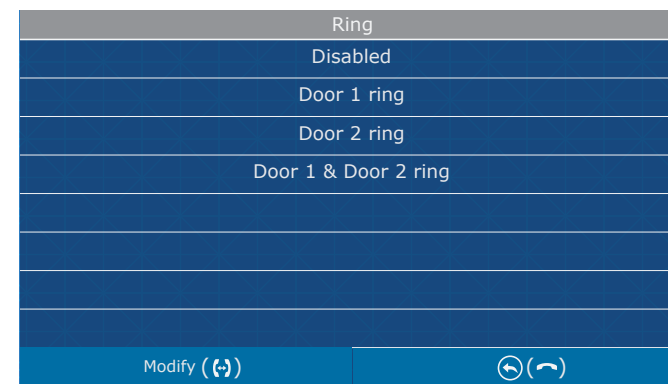 Ring
Disabled
Door 1 ring
Door 2 ring
Door 1 & Door 2 ring
Modify (↔)